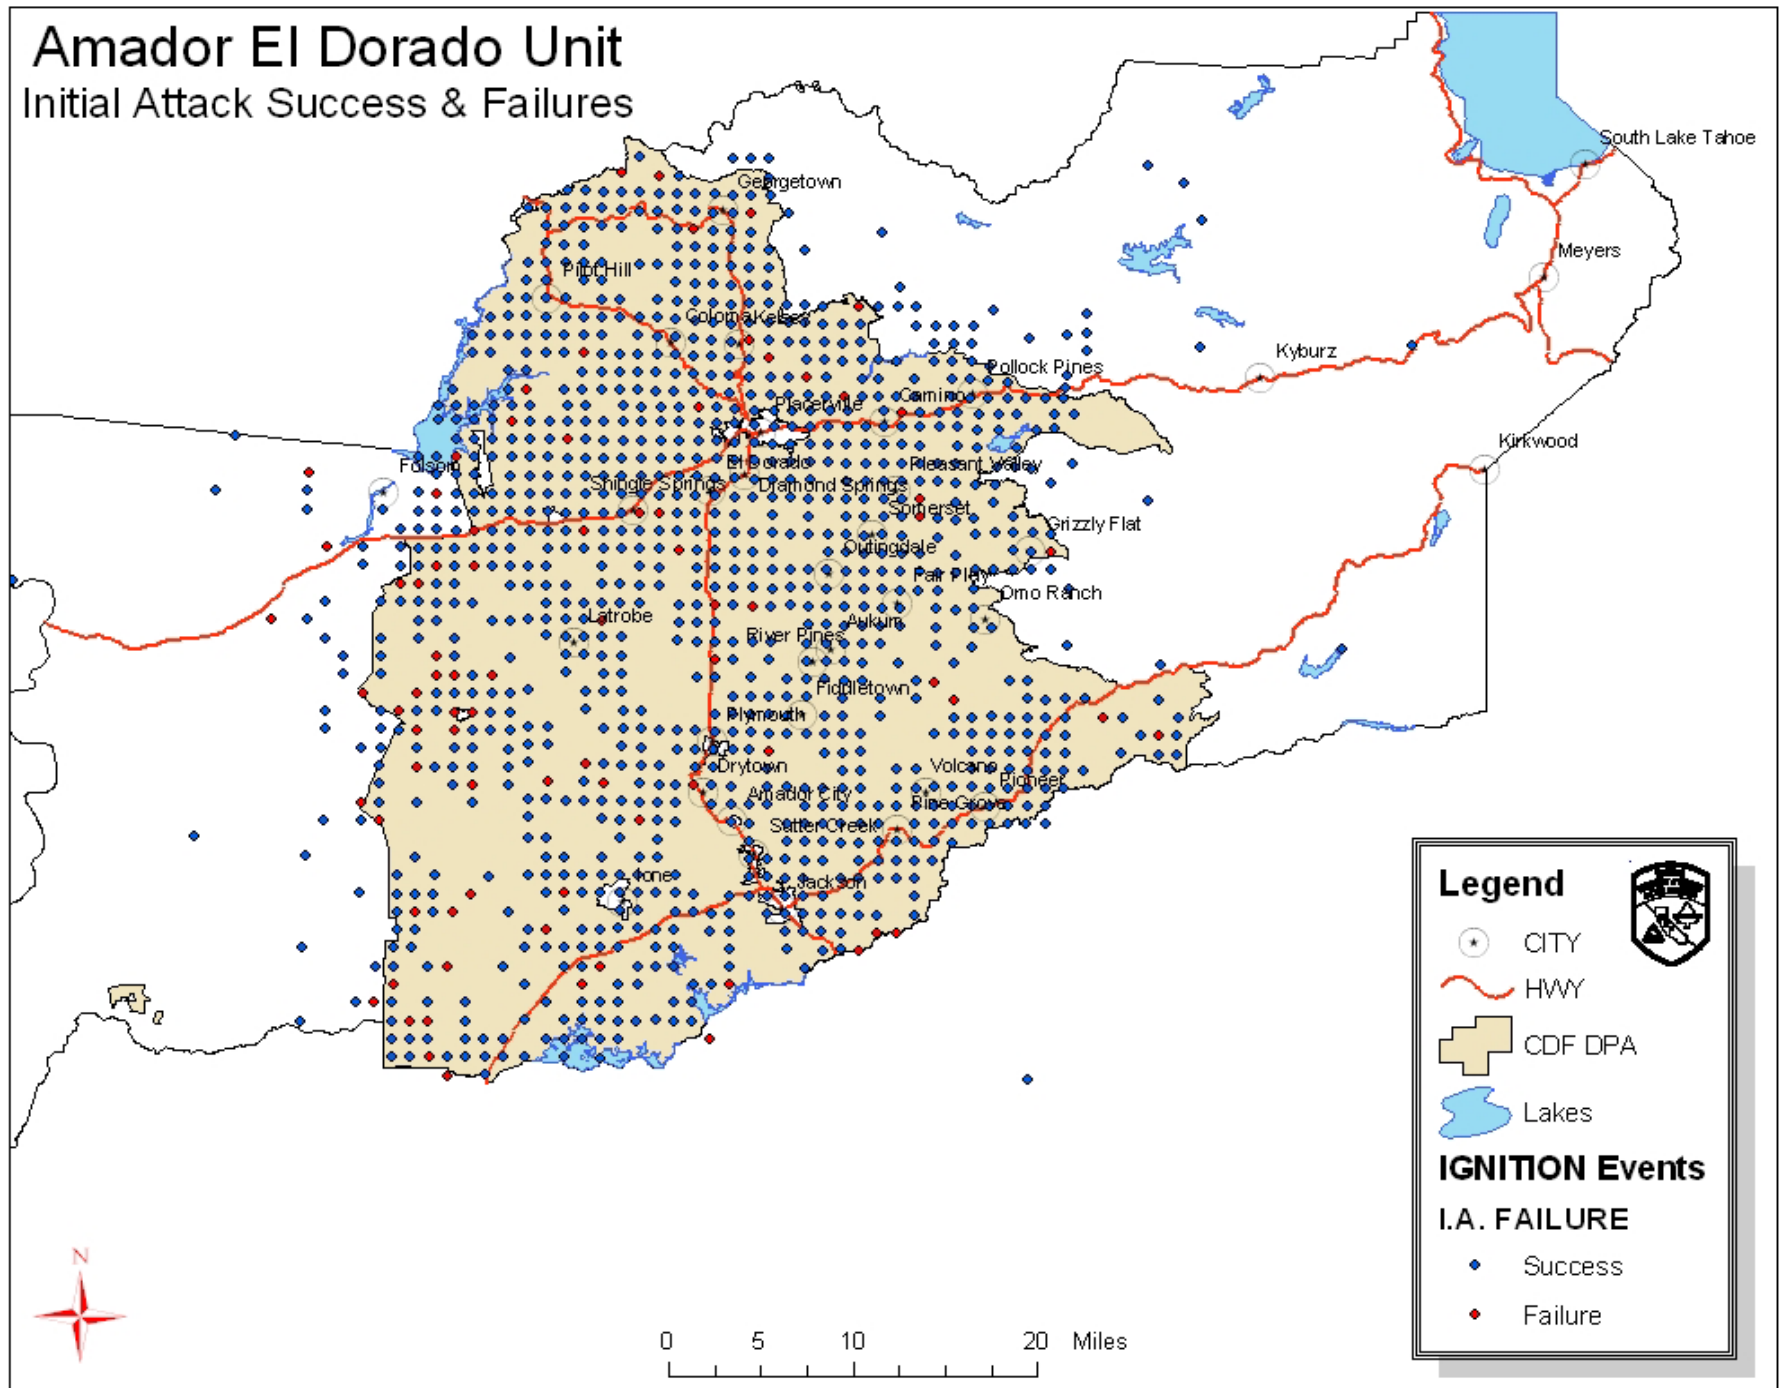 Amador El Dorado Unit
Initial Attack Success & Failures
South Lake Tahoe
Georgetown
Meyers
Pilot Hill
Coloma
Kelsey
Kyburz
Pollock Pines
Camino
Placerville
Kirkwood
Folsom
El Dorado
Pleasant Valley
Shingle Springs
Diamond Springs
Somerset
Grizzly Flat
Outingdale
Fair Play
Omo Ranch
Latrobe
Aukum
River Pines
Fiddletown
Plymouth
Drytown
Volcano
Pioneer
Amador City
Pine Grove
Sutter Creek
Ione
Jackson
Legend
CITY
HWY
CDF DPA
Lakes
IGNITION Events
I.A. FAILURE
Success
Failure
N
0 5 10 20 Miles